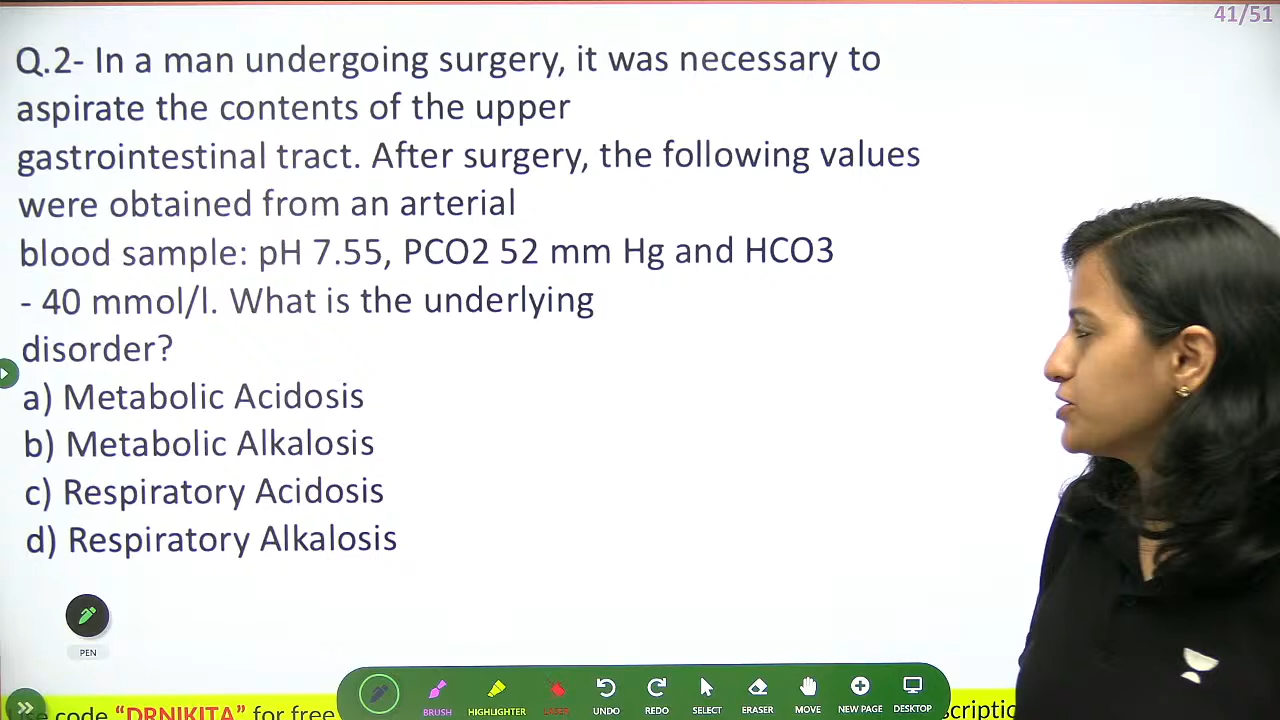 41/51
Q.2- In a man undergoing surgery, it was necessary to
aspirate the contents of the upper
gastrointestinal tract. After surgery, the following values
were obtained from an arterial
blood sample: pH 7.55, PCO2 52 mm Hg and HCO3
- 40 mmol/l. What is the underlying
disorder?
a) Metabolic Acidosis
b) Metabolic Alkalosis
c) Respiratory Acidosis
d) Respiratory Alkalosis
PEN
BRUSH HIGHLIGHTER LASER UNDO REDO SELECT ERASER MOVE NEW PAGE DESKTOP
code "DRNIKITA" for free